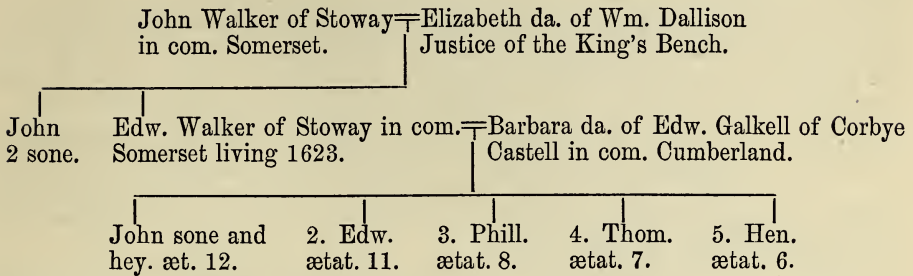 John Walker of Stoway Elizabeth da. of Wm. Dallison
in com. Somerset. Justice of the King's Bench.
John Edw. Walker of Stoway in com. Barbara da. of Edw. Galkell of Corbye
2 sone. Somerset living 1623. Castell in com. Cumberland.
John sone and 2. Edw. 3. Phill. 4. Thom. 5. Hen.
hey. æt. 12. ætat. 11. ætat. 8. ætat. 7. ætat. 6.